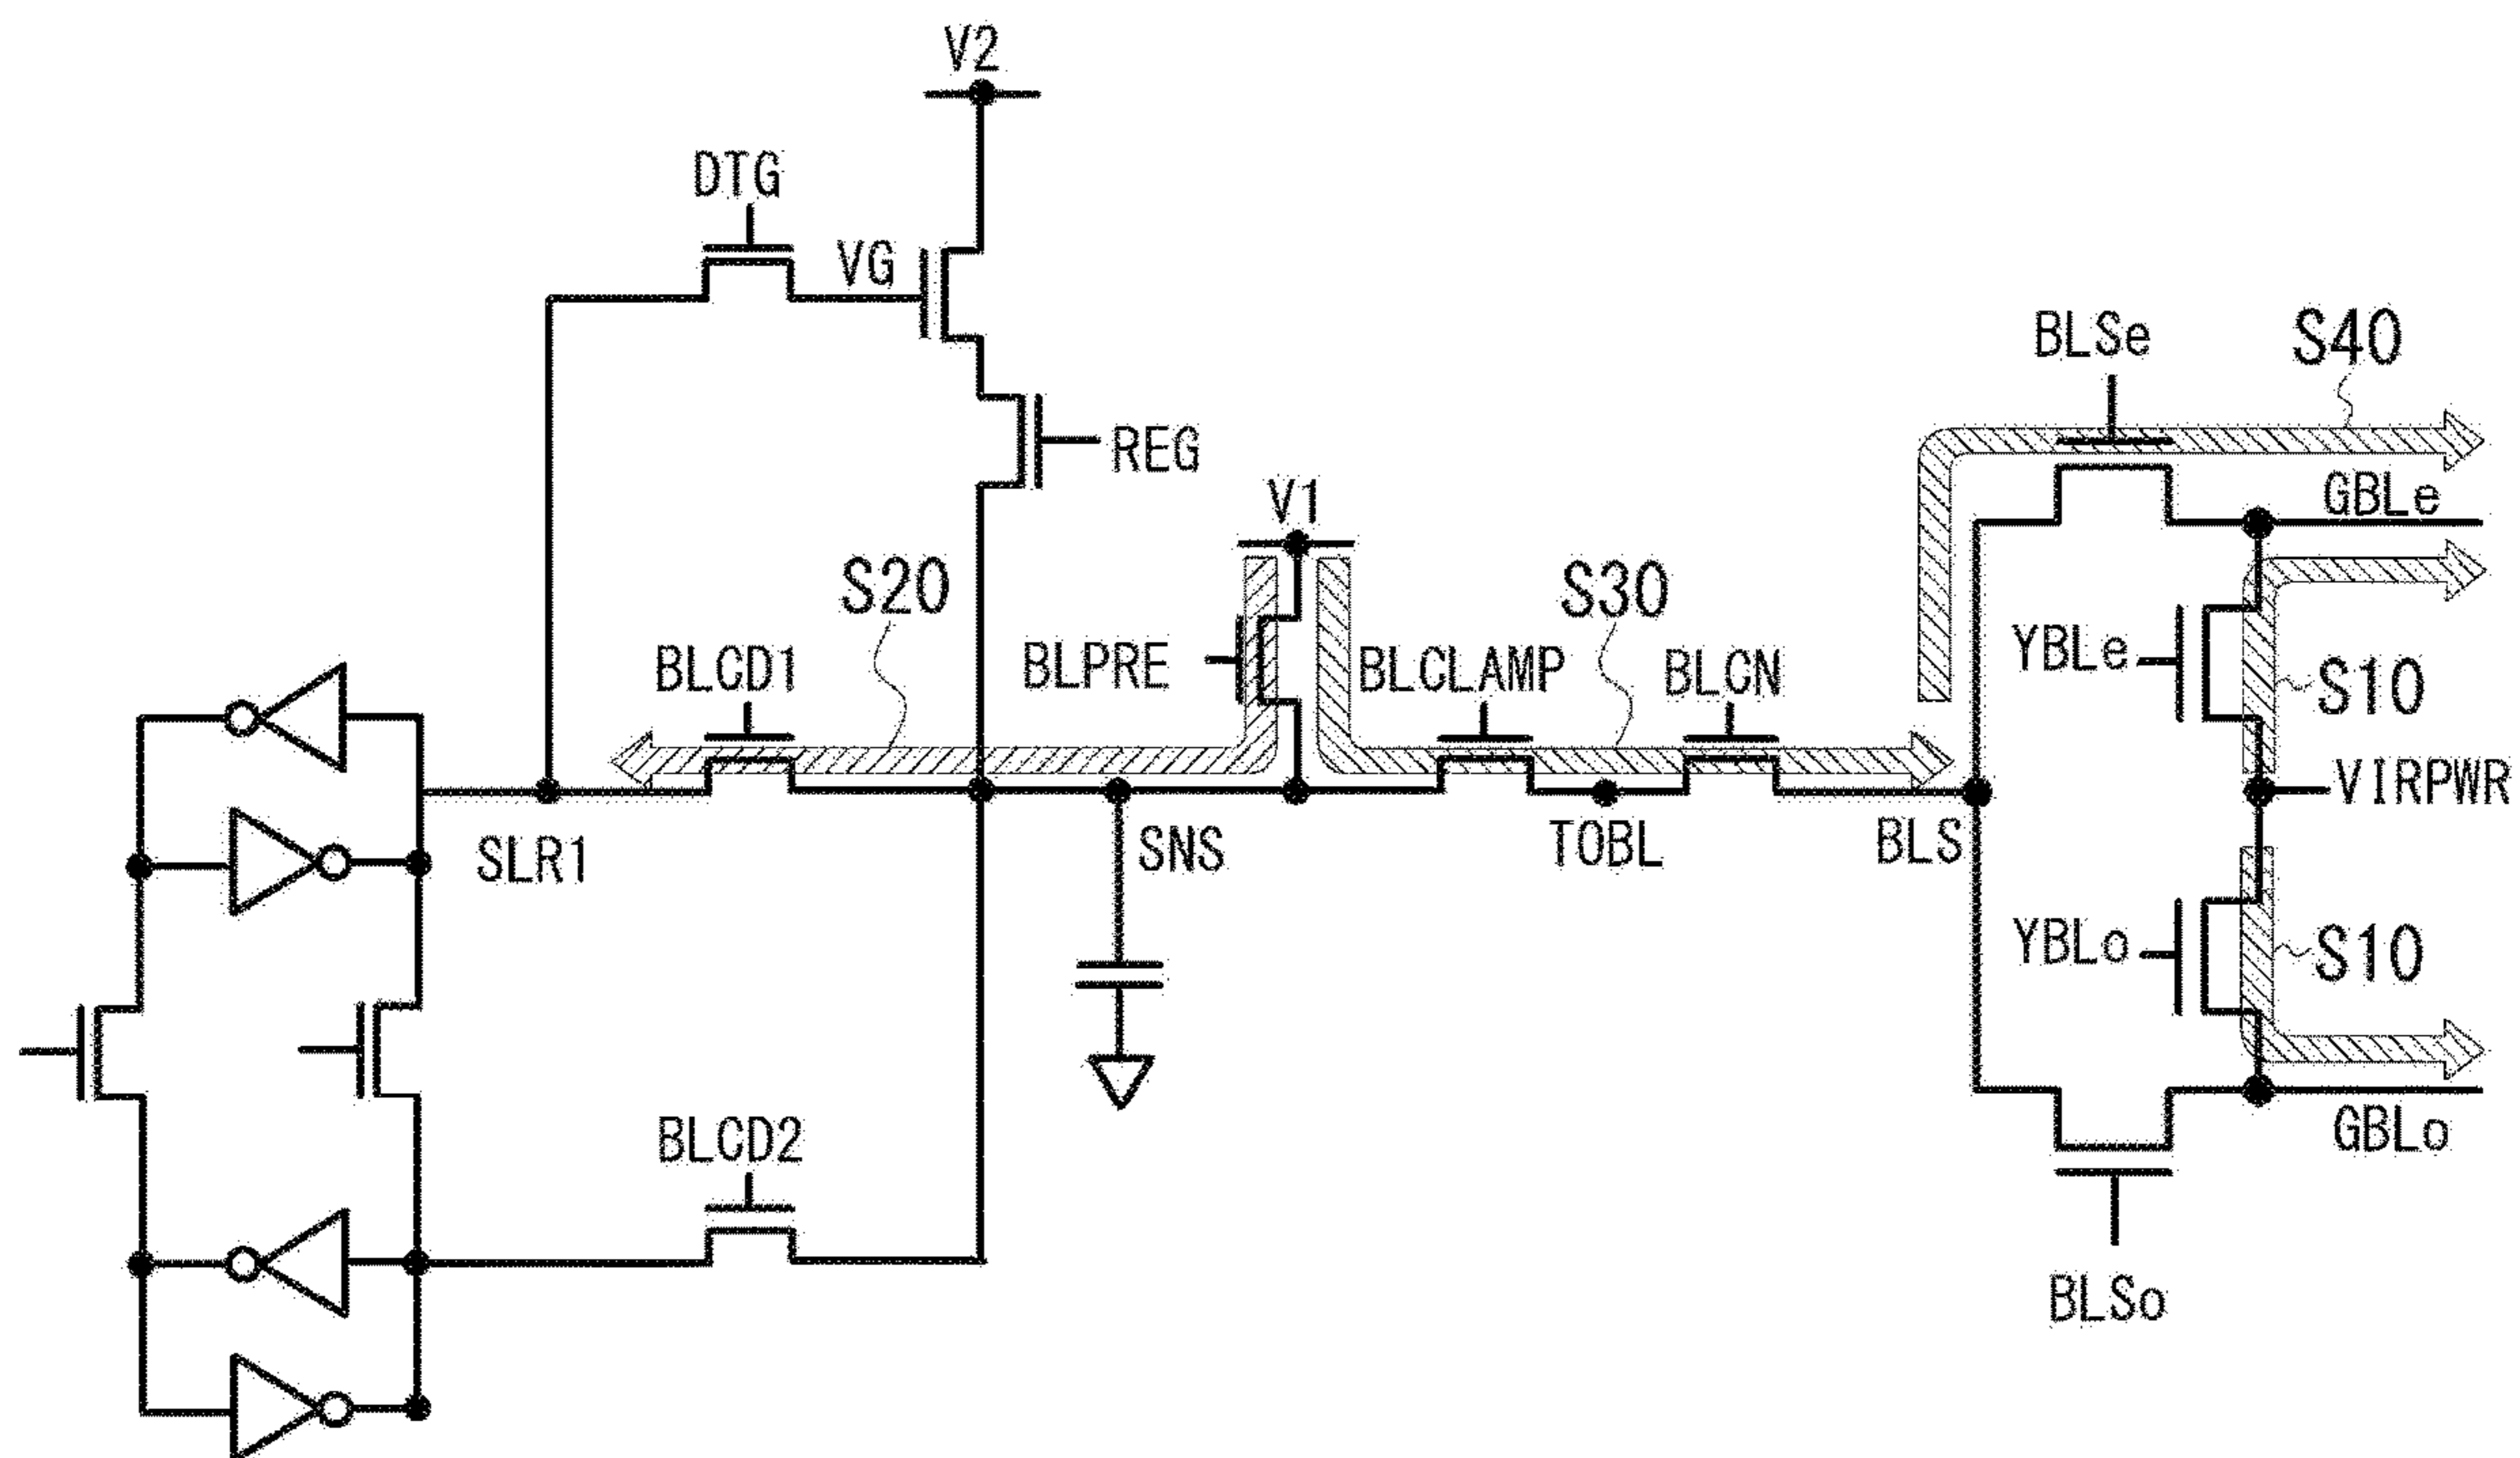 V2
DTG
VG
REG
BLSe
S40
GBLe
V1
S20
S30
BLCD1
BLPRE
BLCLAMP
BLCN
YBLe
S10
VIRPWR
SLR1
SNS
TOBL
BLS
YBLo
S10
BLCD2
GBLo
BLSo